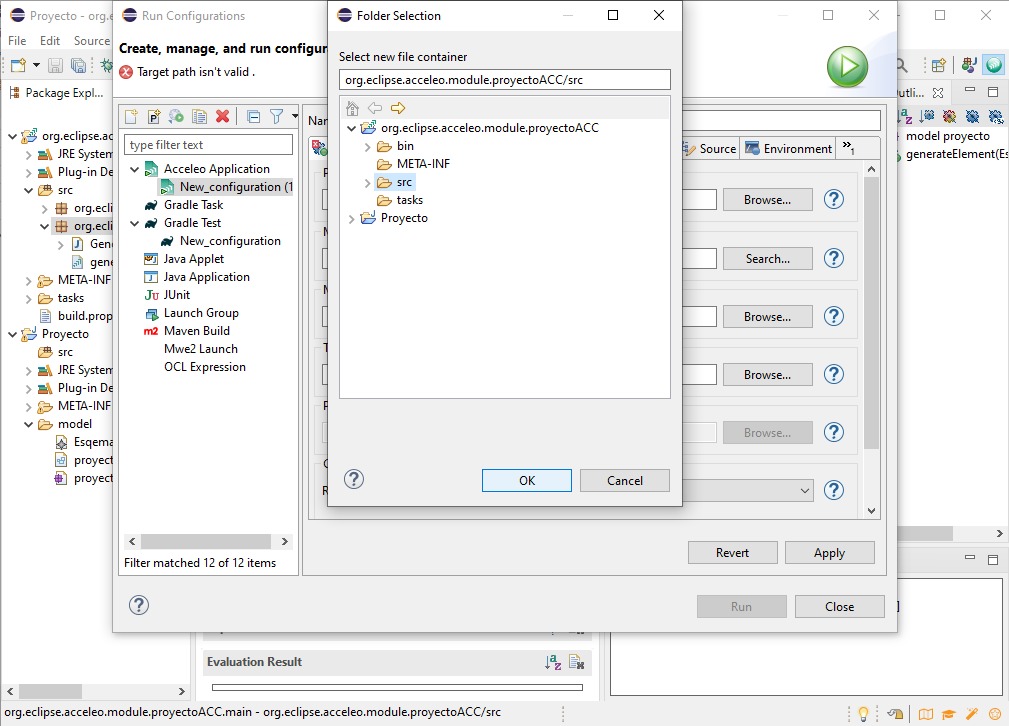 Proyecto - org.e
Run Configurations
Folder Selection
File Edit Source
Create, manage, and run configur
Target path isn't valid .
Select new file container
org.eclipse.acceleo.module.proyectoACC/src
Package Expl...
org.eclipse.a
JRE System
Plug-in De
src
org.ecli
org.ecli
Gene
gene
META-INF
tasks
build.prop
Proyecto
src
JRE System
Plug-in De
META-INF
model
Esqema
proyect
proyect
type filter text
Acceleo Application
New_configuration (1
Gradle Task
Gradle Test
New_configuration
Java Applet
Java Application
JUnit
Launch Group
Maven Build
Mwe2 Launch
OCL Expression
Filter matched 12 of 12 items
org.eclipse.acceleo.module.proyectoACC
bin
META-INF
src
tasks
Proyecto
OK
Cancel
Nar
Source
Environment
»1
Browse...
Search...
Browse...
Browse...
Browse...
Revert
Apply
Run
Close
utli...
model proyecto
generateElement(Es
Evaluation Result
org.eclipse.acceleo.module.proyectoACC.main - org.eclipse.acceleo.module.proyectoACC/src